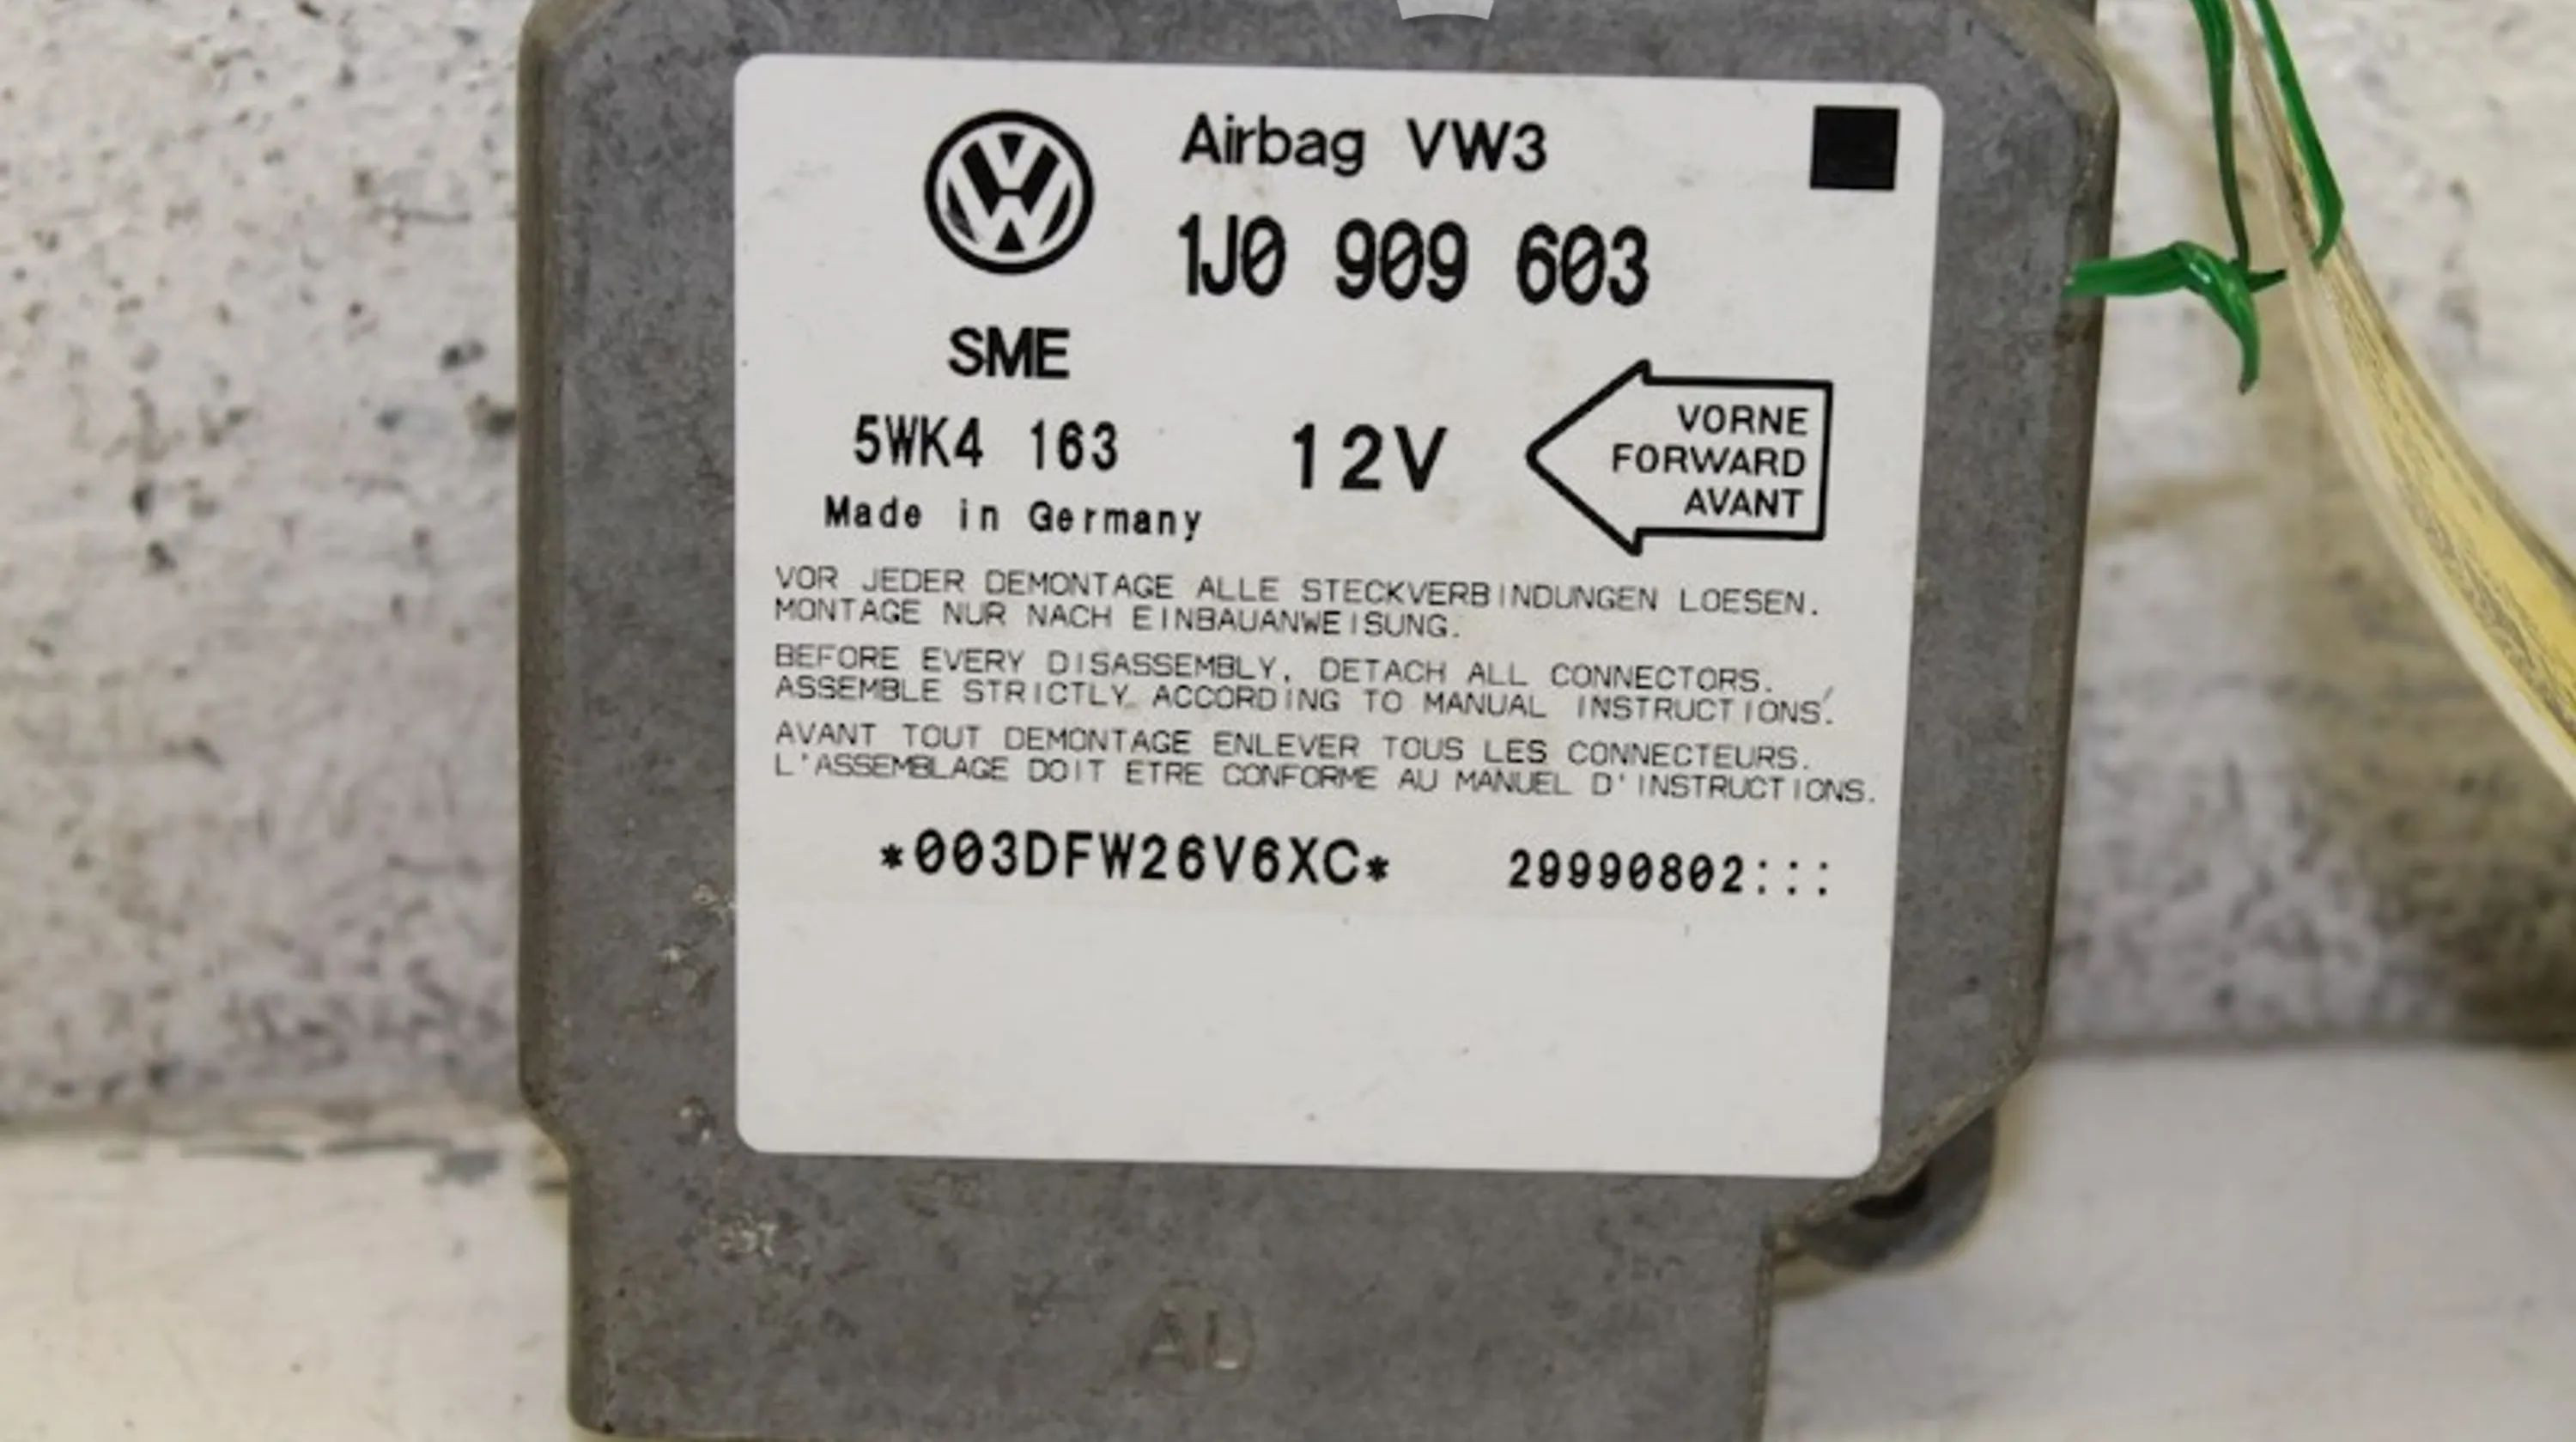 Airbag VW3
1J0 909 603
SME
5WK4 163
12V
VORNE
FORWARD
AVANT
Made in Germany
VOR JEDER DEMONTAGE ALLE STECKVERBINDUNGEN LOESEN.
MONTAGE NUR NACH EINBAUANWEISUNG.
BEFORE EVERY DISASSEMBLY, DETACH ALL CONNECTORS.
ASSEMBLE STRICTLY ACCORDING TO MANUAL INSTRUCTIONS.
AVANT TOUT DEMONTAGE ENLEVER TOUS LES CONNECTEURS.
L'ASSEMBLAGE DOIT ETRE CONFORME AU MANUEL D'INSTRUCTIONS.
*003DFW26V6XC* 29990802:::
AL